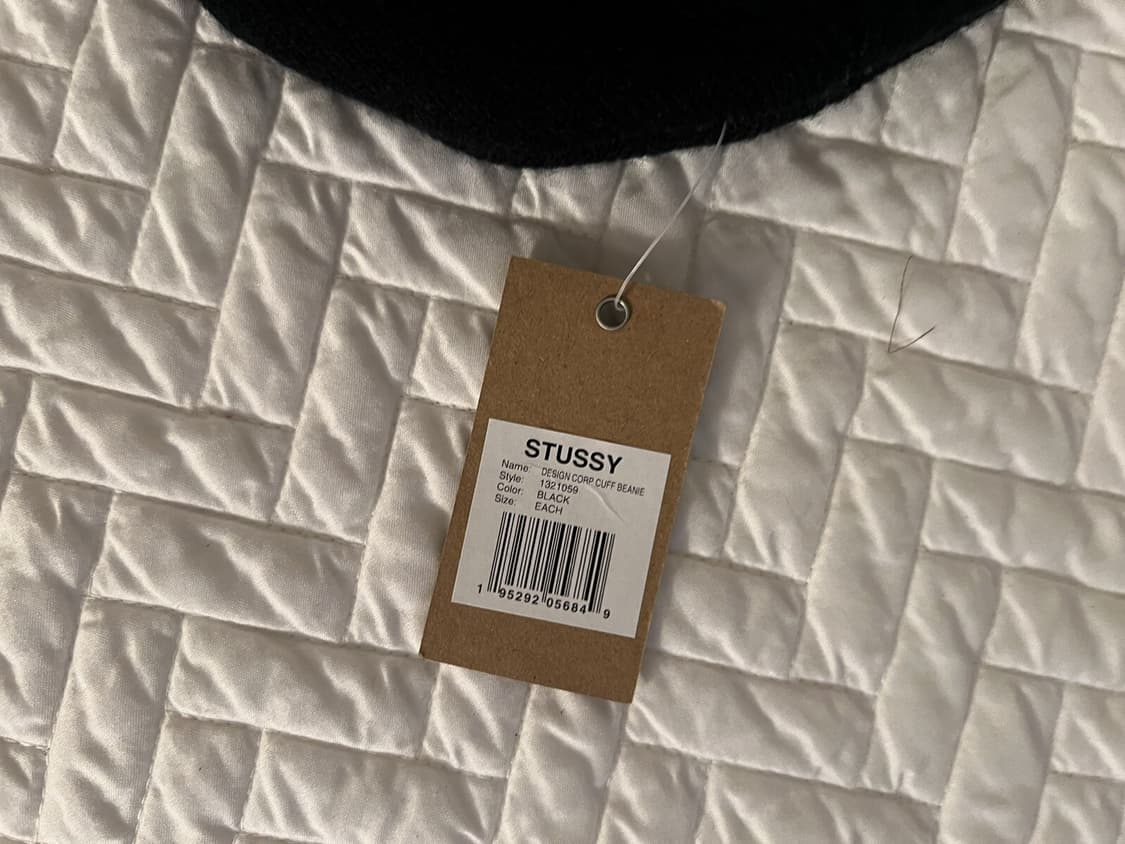 STUSSY
Name: DESIGN CORP CUFF BEANIE
Style: 1321059
Color: BLACK
Size: EACH
1 95292 05684 9